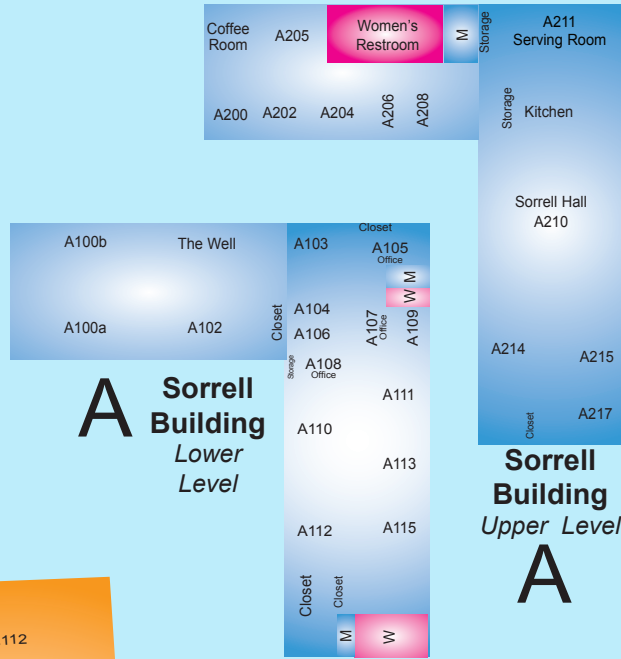 Coffee
Room
A205
Women's
Restroom
M
Storage
A211
Serving Room
A200
A202
A204
A206
A208
Storage
Kitchen
Sorrell Hall
A210
A214
A215
Closet
A217
Sorrell
Building
Upper Level
A
A100b
The Well
A100a
A102
Closet
Closet
A103
A105
Office
M
W
A104
A106
A107
Office
A109
Storage
A108
Office
A111
A110
A113
A112
A115
Closet
Closet
M
W
A
Sorrell
Building
Lower
Level
112